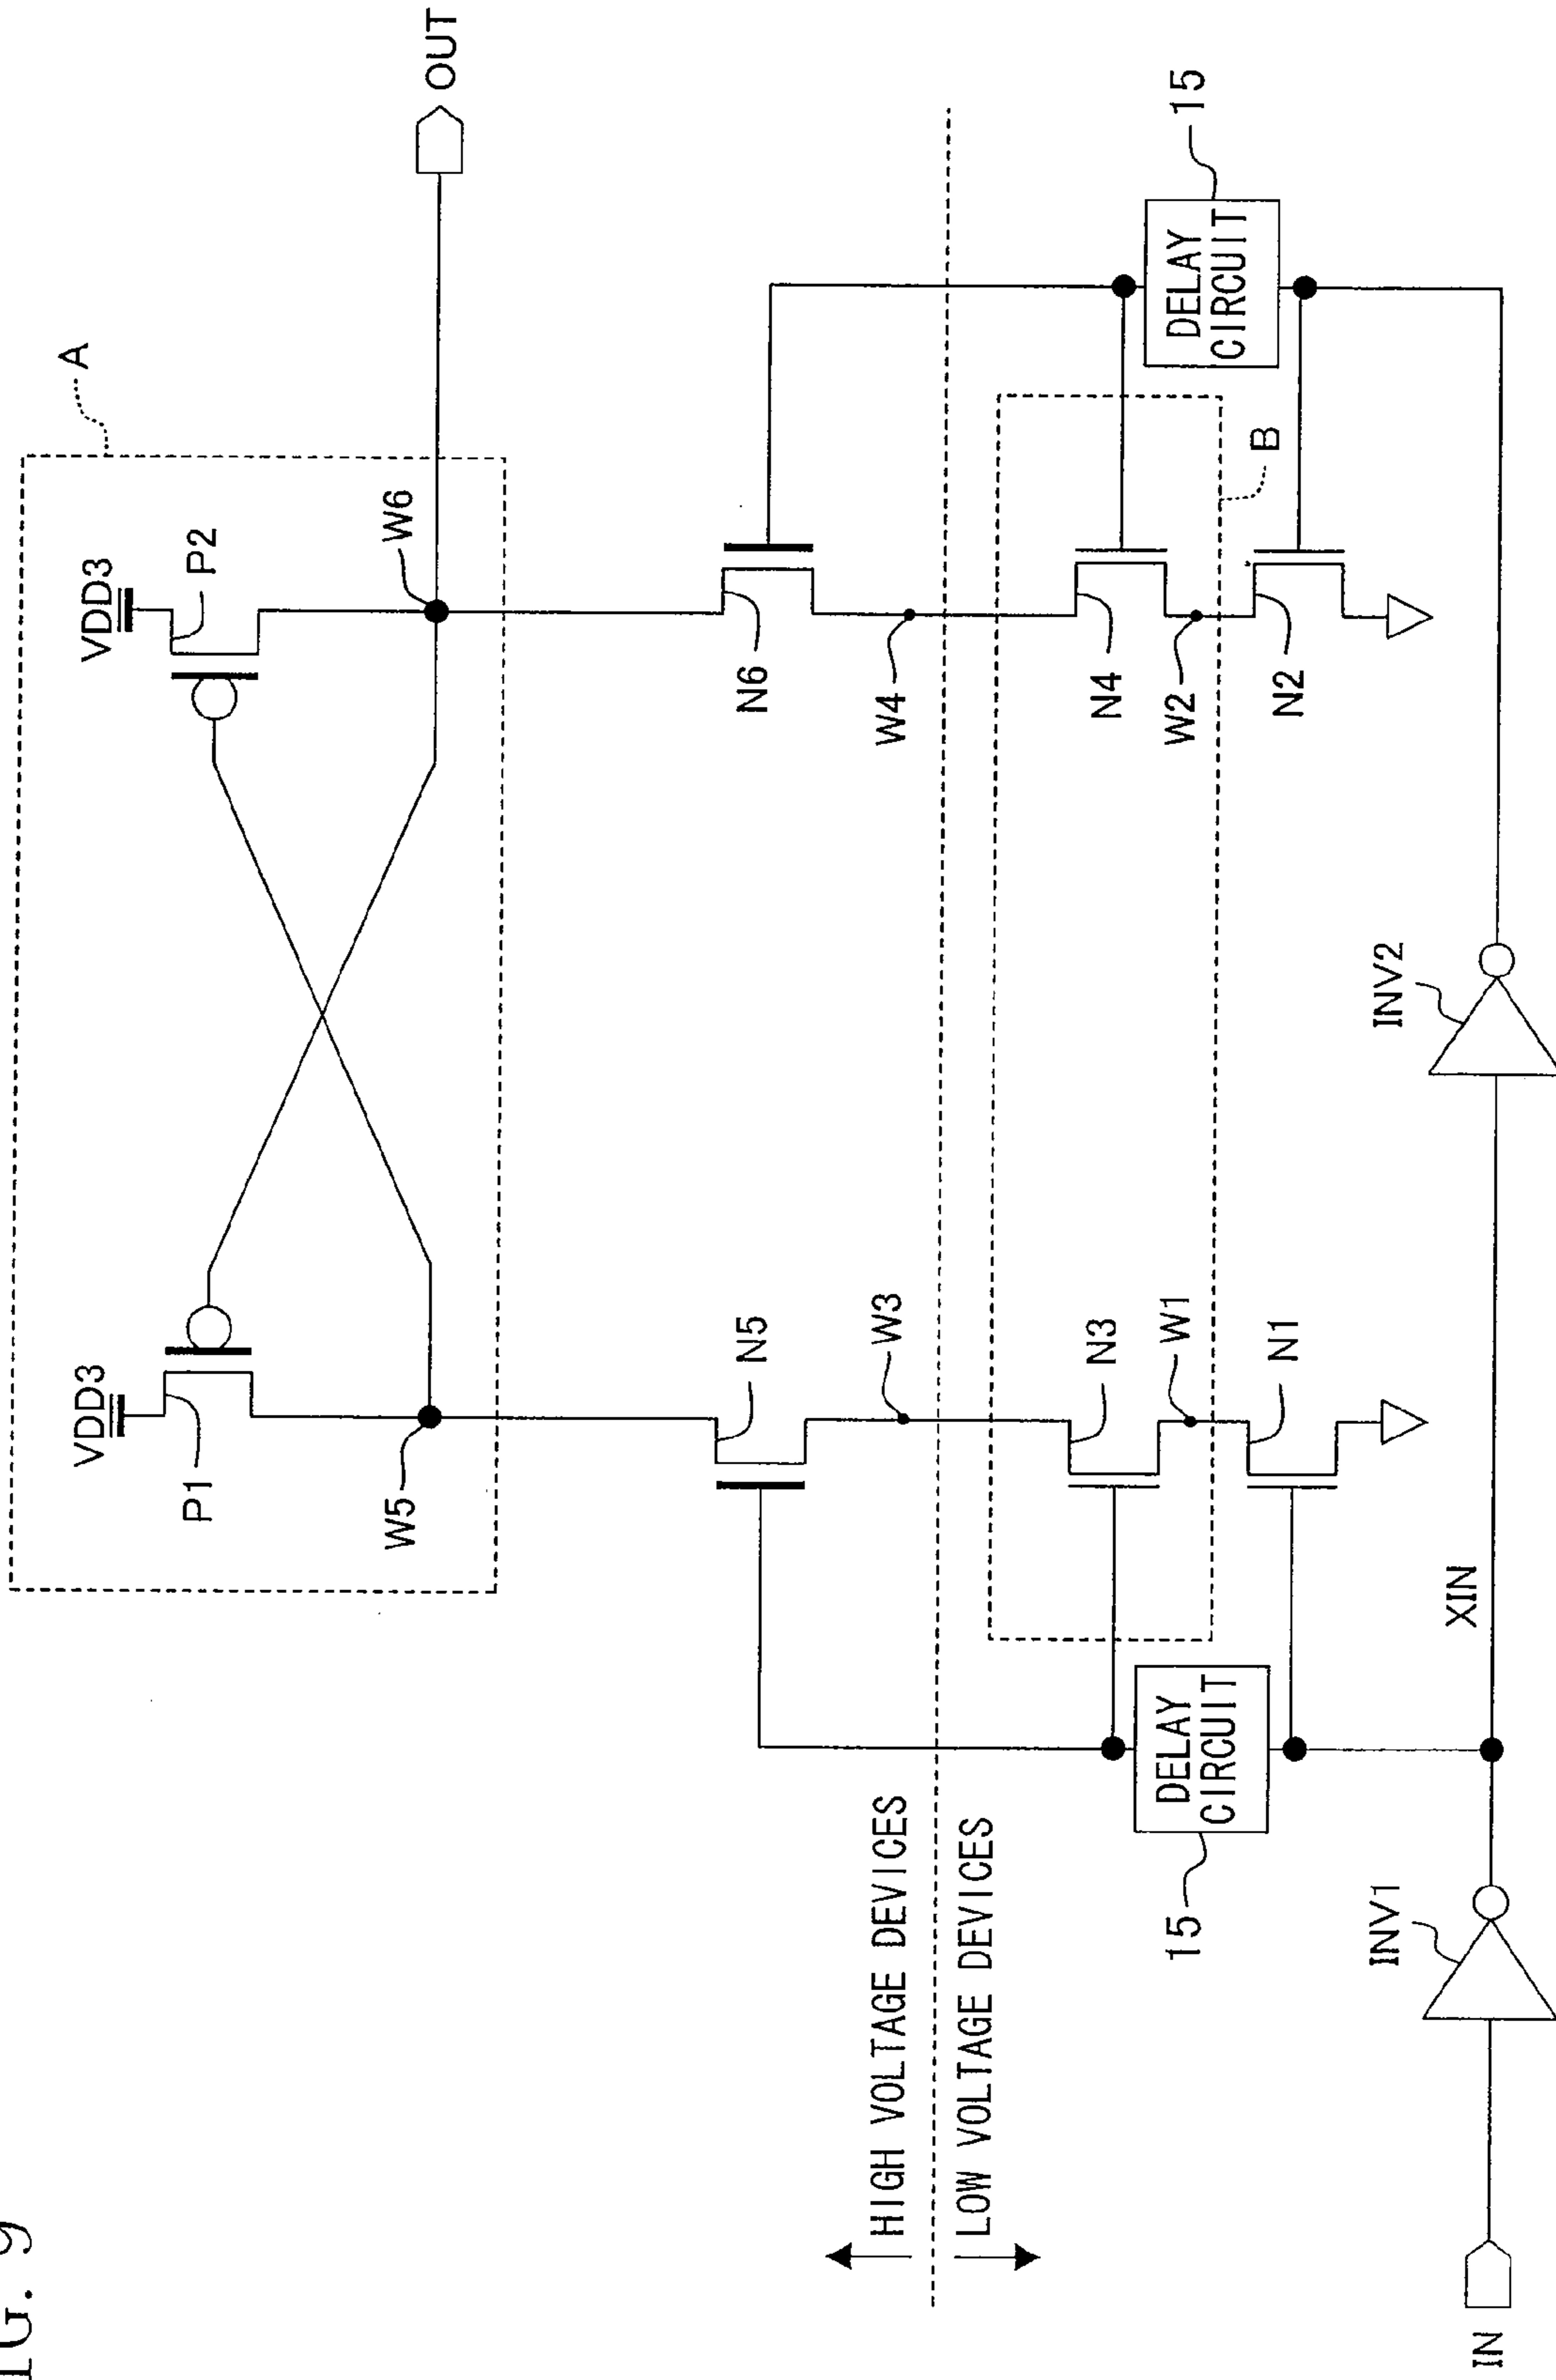 FIG. 9
A
VDD3
VDD3
P1
P2
W5
W6
OUT
N5
N6
W3
W4
HIGH VOLTAGE DEVICES
LOW VOLTAGE DEVICES
N3
N4
B
W1
W2
15
DELAY
CIRCUIT
DELAY
CIRCUIT
15
N1
N2
INV1
XIN
INV2
IN